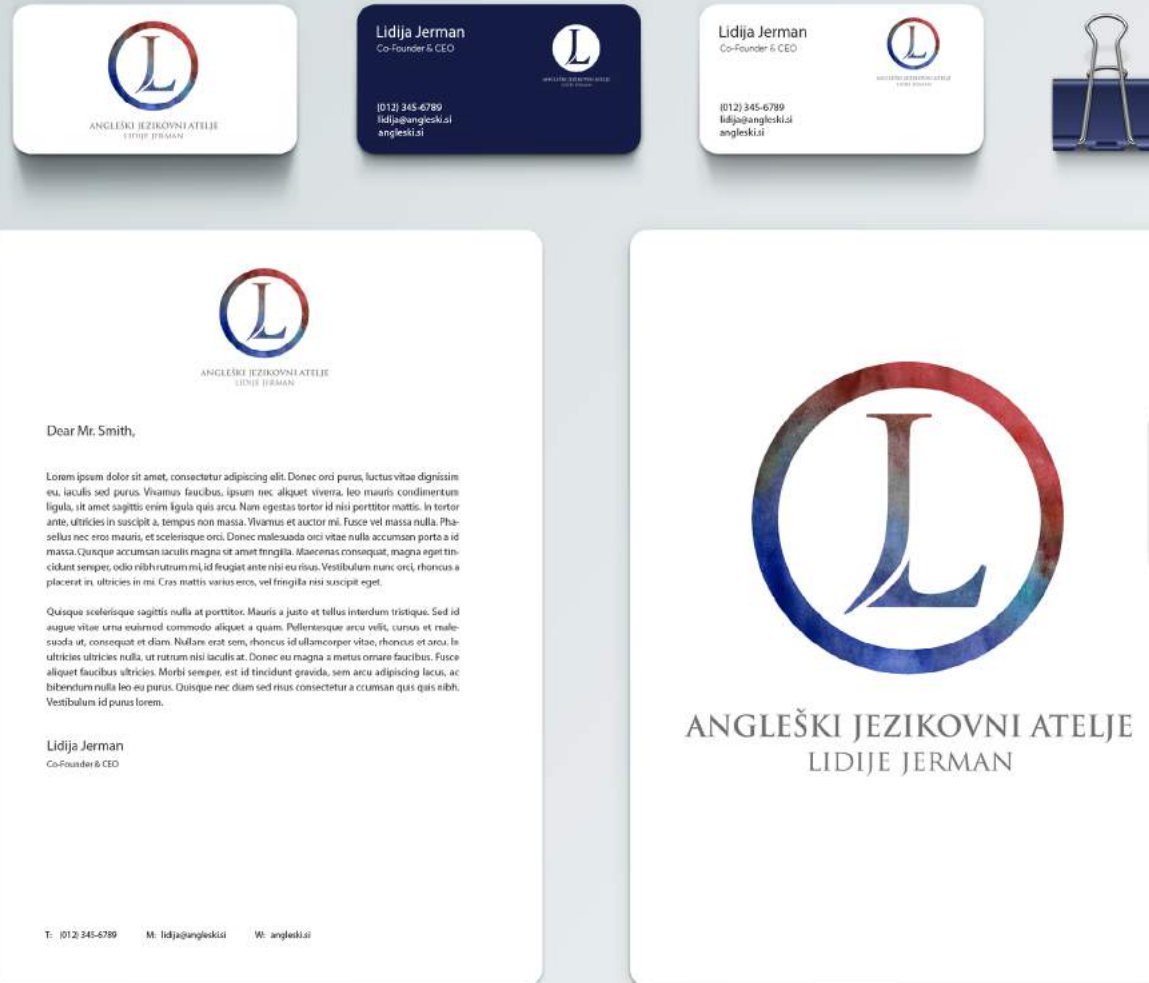 ANGLEŠKI JEZIKOVNI ATELJE
LIDIJE JERMAN
Lidija Jerman
Co-Founder & CEO
(012) 345-6789
lidija@angleski.si
angleski.si
ANGLEŠKI JEZIKOVNI ATELJE
LIDIJE JERMAN
Lidija Jerman
Co-Founder & CEO
(012) 345-6789
lidija@angleski.si
angleski.si
ANGLEŠKI JEZIKOVNI ATELJE
LIDIJE JERMAN
ANGLEŠKI JEZIKOVNI ATELJE
LIDIJE JERMAN
Dear Mr. Smith,
Lorem ipsum dolor sit amet, consectetur adipiscing elit. Donec orci purus, luctus vitae dignissim
eu, iaculis sed purus. Vivamus faucibus, ipsum nec aliquet viverra, leo mauris condimentum
ligula, sit amet sagittis enim ligula quis arcu. Nam egestas tortor id nisi porttitor mattis. In tortor
ante, ultricies in suscipit a, tempus non massa. Vivamus et auctor mi. Fusce vel massa nulla. Pha-
sellus nec eros mauris, et scelerisque orci. Donec malesuada orci vitae nulla accumsan porta a id
massa. Quisque accumsan iaculis magna sit amet fringilla. Maecenas consequat, magna eget tin-
cidunt semper, odio nibh rutrum mi, id feugiat ante nisi eu risus. Vestibulum nunc orci, rhoncus a
placerat in, ultricies in mi. Cras mattis varius eros, vel fringilla nisi suscipit eget.
Quisque scelerisque sagittis nulla at porttitor. Mauris a justo et tellus interdum tristique. Sed id
augue vitae urna euismod commodo aliquet a quam. Pellentesque arcu velit, cursus et male-
suada ut, consequat et diam. Nullam erat sem, rhoncus id ullamcorper vitae, rhoncus et arcu. In
ultricies ultricies nulla, ut rutrum nisi iaculis at. Donec eu magna a metus ornare faucibus. Fusce
aliquet faucibus ultricies. Morbi semper, est id tincidunt gravida, sem arcu adipiscing lacus, ac
bibendum nulla leo eu purus. Quisque nec diam sed risus consectetur a ccumsan quis quis nibh.
Vestibulum id purus lorem.
Lidija Jerman
Co-Founder & CEO
T: (012) 345-6789 M: lidija@angleski.si W: angleski.si
L
ANGLEŠKI JEZIKOVNI ATELJE
LIDIJE JERMAN